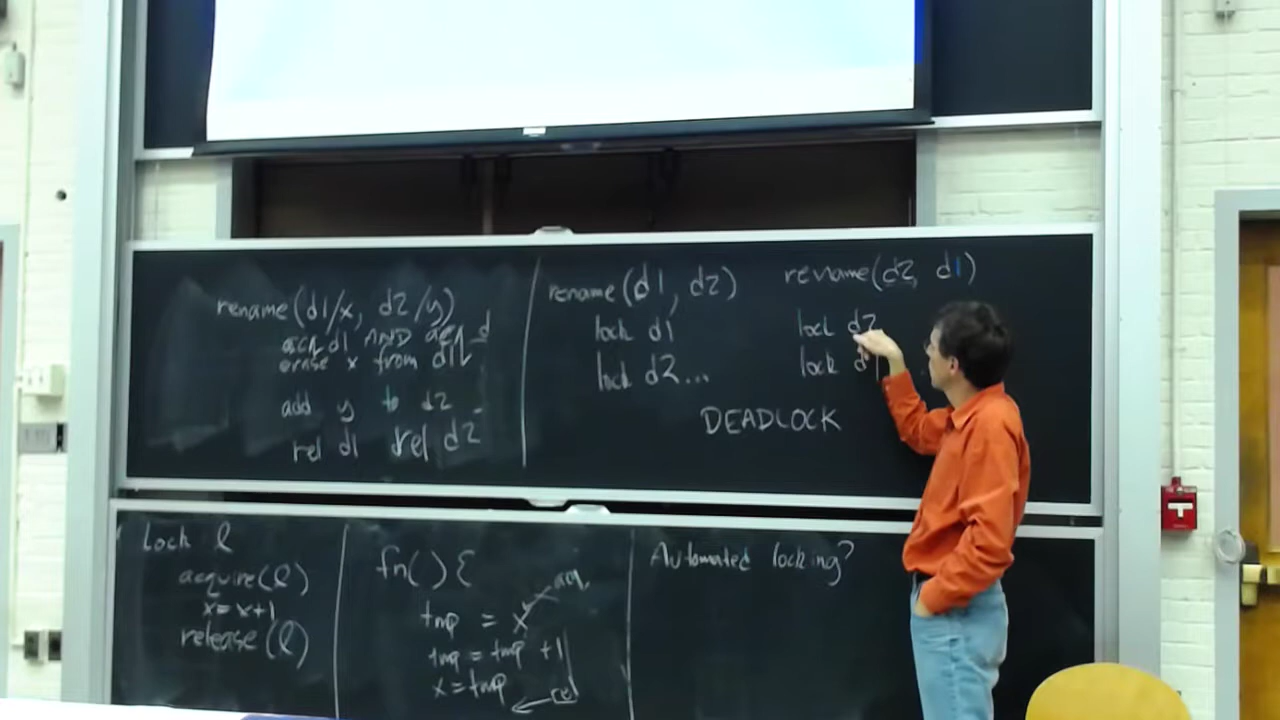 rename(d1/x, d2/y)
acq d1 AND acq d
erase x from d1
add y to d2
rel d1 rel d2
rename(d1, d2)
lock d1
lock d2...
rename(d2, d1)
lock d2
lock d1
DEADLOCK
Lock l
acquire(l)
x = x+1
release(l)
fn() {
tmp = x acq.
tmp = tmp +1
x = tmp rel
Automated locking?